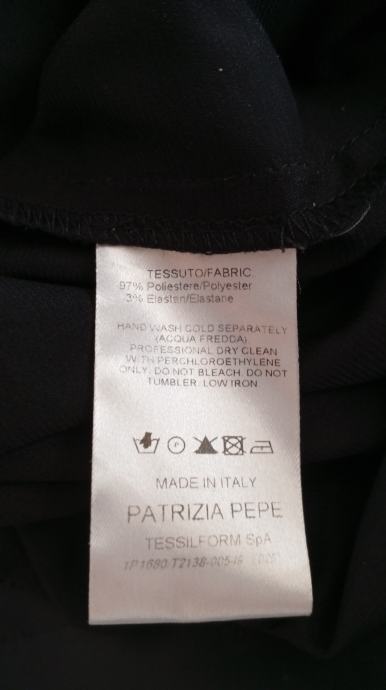 TESSUTO/FABRIC
97% Poliestere/Polyester
3% Elastan/Elastane
HAND WASH COLD SEPARATELY
(ACQUA FREDDA)
PROFESSIONAL DRY CLEAN
WITH PERCHLOROETHYLENE
ONLY. DO NOT BLEACH. DO NOT
TUMBLER. LOW IRON
P
MADE IN ITALY
PATRIZIA PEPE
TESSILFORM SpA